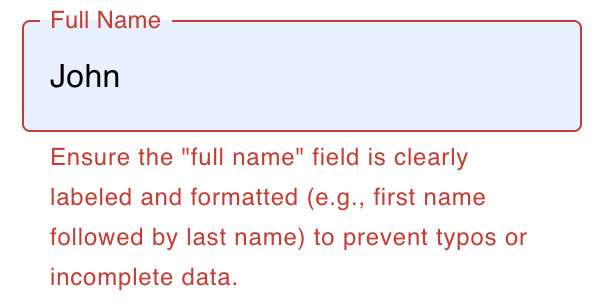 Full Name
John
Ensure the "full name" field is clearly
labeled and formatted (e.g., first name
followed by last name) to prevent typos or
incomplete data.